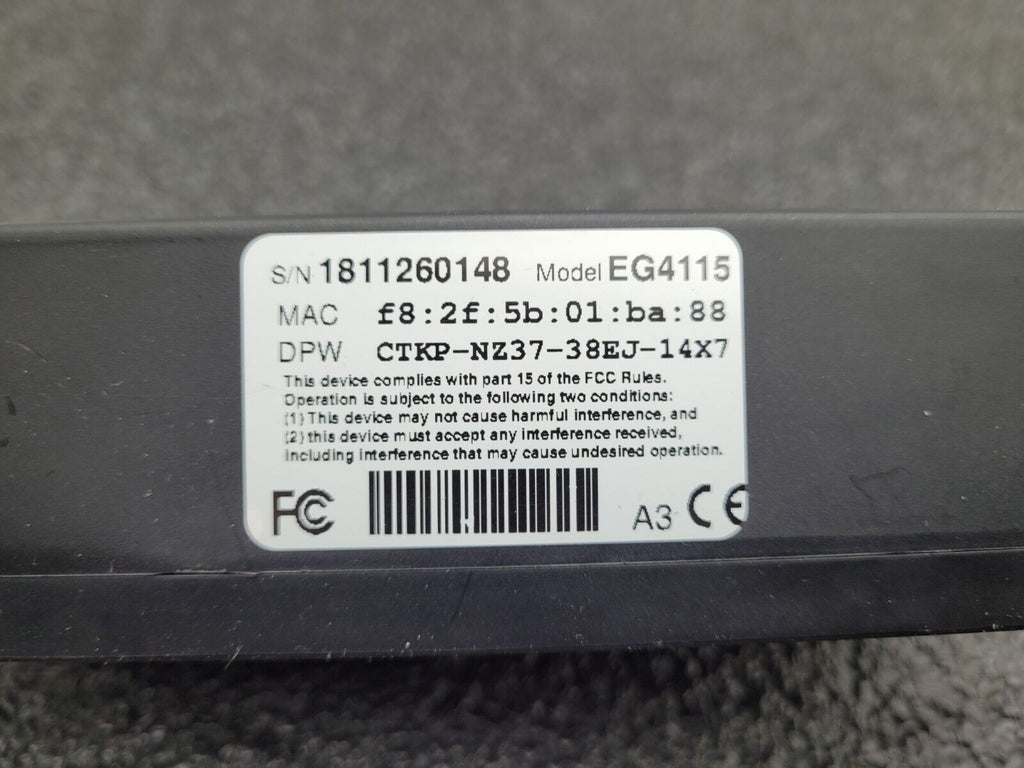 S/N 1811260148 Model EG4115
MAC f8:2f:5b:01:ba:88
DPW CTKP-NZ37-38EJ-14X7
This device complies with part 15 of the FCC Rules.
Operation is subject to the following two conditions:
(1) This device may not cause harmful interference, and
(2) this device must accept any interference received,
including interference that may cause undesired operation.
FC A3 CE